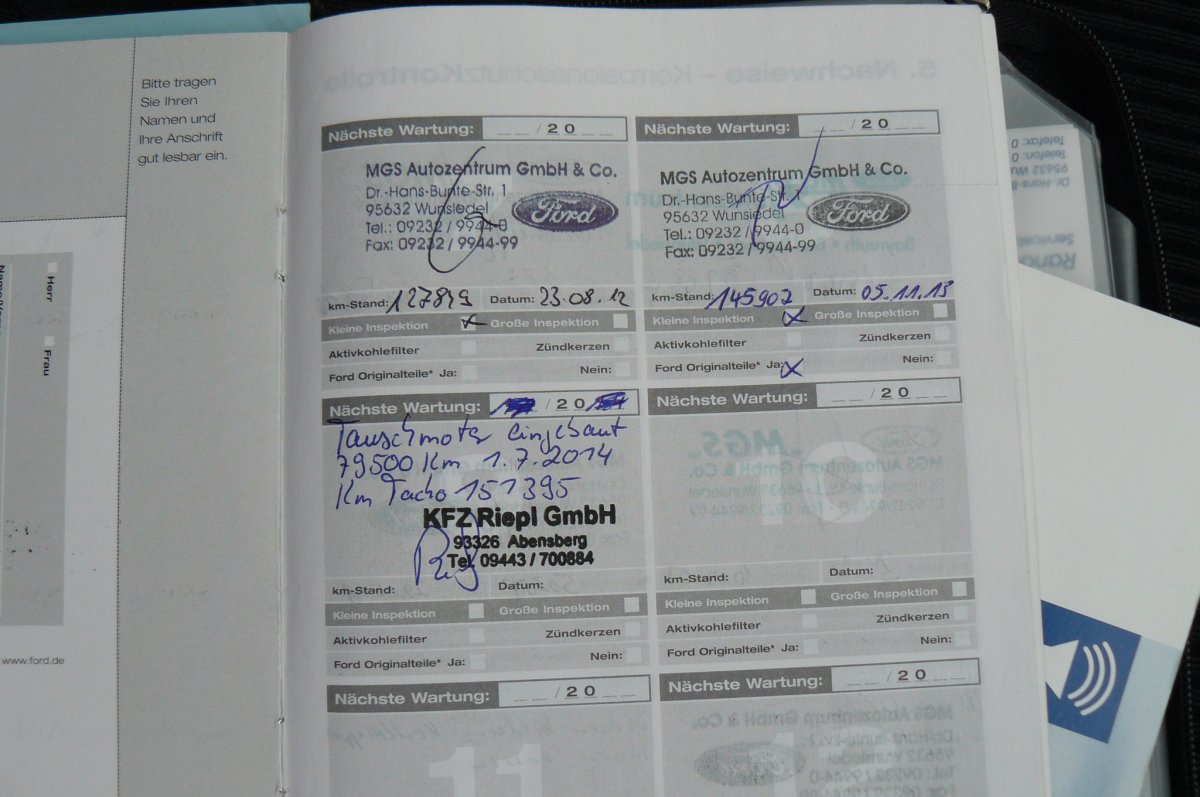 Bitte tragen
Sie Ihren
Namen und
Ihre Anschrift
gut lesbar ein.
Herr
Frau
www.ford.de
5. Nachweise – Korrosionsschutzkontrolle
Nächste Wartung: __/20__
MGS Autozentrum GmbH & Co.
Dr.-Hans-Bunte-Str. 1
95632 Wunsiedel
Tel.: 09232 / 9944-0
Fax: 09232 / 9944-99
Ford
km-Stand: 127849 Datum: 23.08.12
Kleine Inspektion x Große Inspektion
Aktivkohlefilter Zündkerzen
Ford Originalteile* Ja: Nein:
Nächste Wartung: __/20__
MGS Autozentrum GmbH & Co.
Dr.-Hans-Bunte-Str.
95632 Wunsiedel
Tel.: 09232 / 9944-0
Fax: 09232 / 9944-99
Ford
km-Stand: 145902 Datum: 05.11.13
Kleine Inspektion x Große Inspektion
Aktivkohlefilter Zündkerzen
Ford Originalteile* Ja: x Nein:
Nächste Wartung: /20
Tauschmotor eingebaut
79500 Km 1.7.2014
Km Tacho 151395
KFZ Riepl GmbH
93326 Abensberg
Tel. 09443 / 700884
km-Stand: Datum:
Kleine Inspektion Große Inspektion
Aktivkohlefilter Zündkerzen
Ford Originalteile* Ja: Nein:
Nächste Wartung: __/20__
km-Stand: Datum:
Kleine Inspektion Große Inspektion
Aktivkohlefilter Zündkerzen
Ford Originalteile* Ja: Nein:
Nächste Wartung: __/20__
11
Nächste Wartung: __/20__